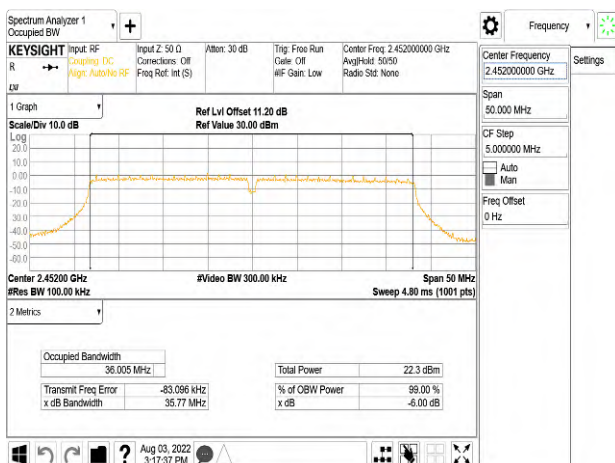 Spectrum Analyzer 1
Occupied BW
Frequency
KEYSIGHT
Input: RF
Input Z: 50 Ω
Atten: 30 dB
Trig: Free Run
Center Freq: 2.452000000 GHz
R
Coupling: DC
Corrections: Off
Gate: Off
Avg|Hold: 50/50
Align: Auto/No RF
Freq Ref: Int (S)
#IF Gain: Low
Radio Std: None
LXI
Center Frequency
2.452000000 GHz
Settings
Span
50.000 MHz
CF Step
5.000000 MHz
Auto
Man
Freq Offset
0 Hz
1 Graph
Ref Lvl Offset 11.20 dB
Scale/Div 10.0 dB
Ref Value 30.00 dBm
Log
20.0
10.0
0.00
-10.0
-20.0
-30.0
-40.0
-50.0
-60.0
Center 2.45200 GHz
#Video BW 300.00 kHz
Span 50 MHz
#Res BW 100.00 kHz
Sweep 4.80 ms (1001 pts)
2 Metrics
Occupied Bandwidth
36.005 MHz
Total Power
22.3 dBm
Transmit Freq Error
-83.096 kHz
% of OBW Power
99.00 %
x dB Bandwidth
35.77 MHz
x dB
-6.00 dB
?
Aug 03, 2022
3:17:37 PM